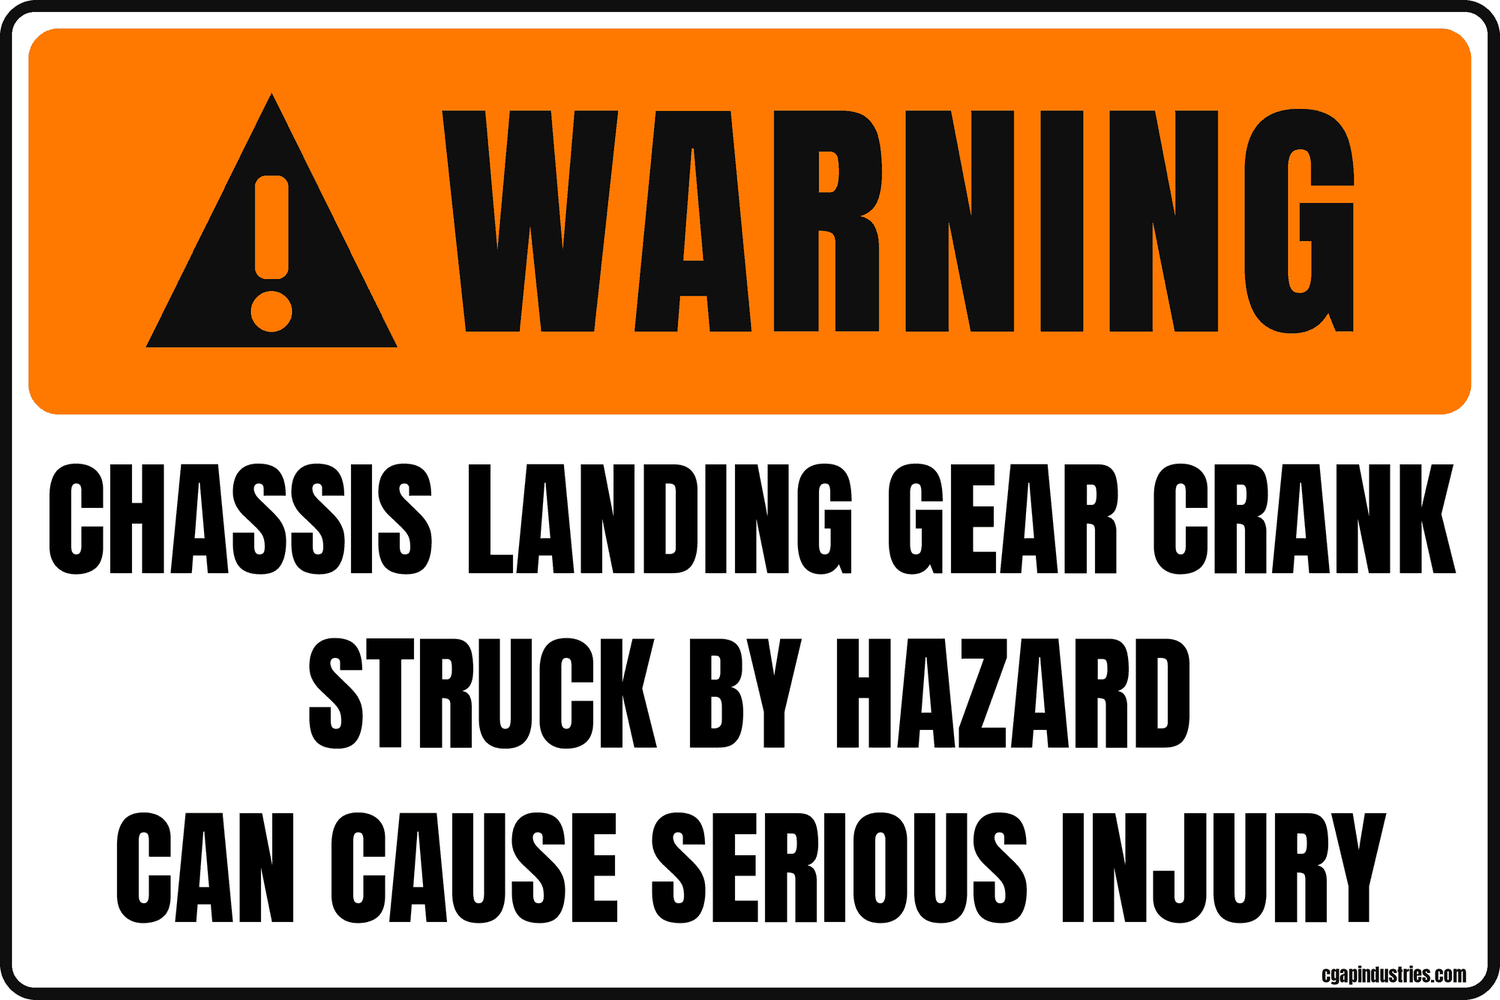 WARNING
CHASSIS LANDING GEAR CRANK
STRUCK BY HAZARD
CAN CAUSE SERIOUS INJURY
cgapindustries.com